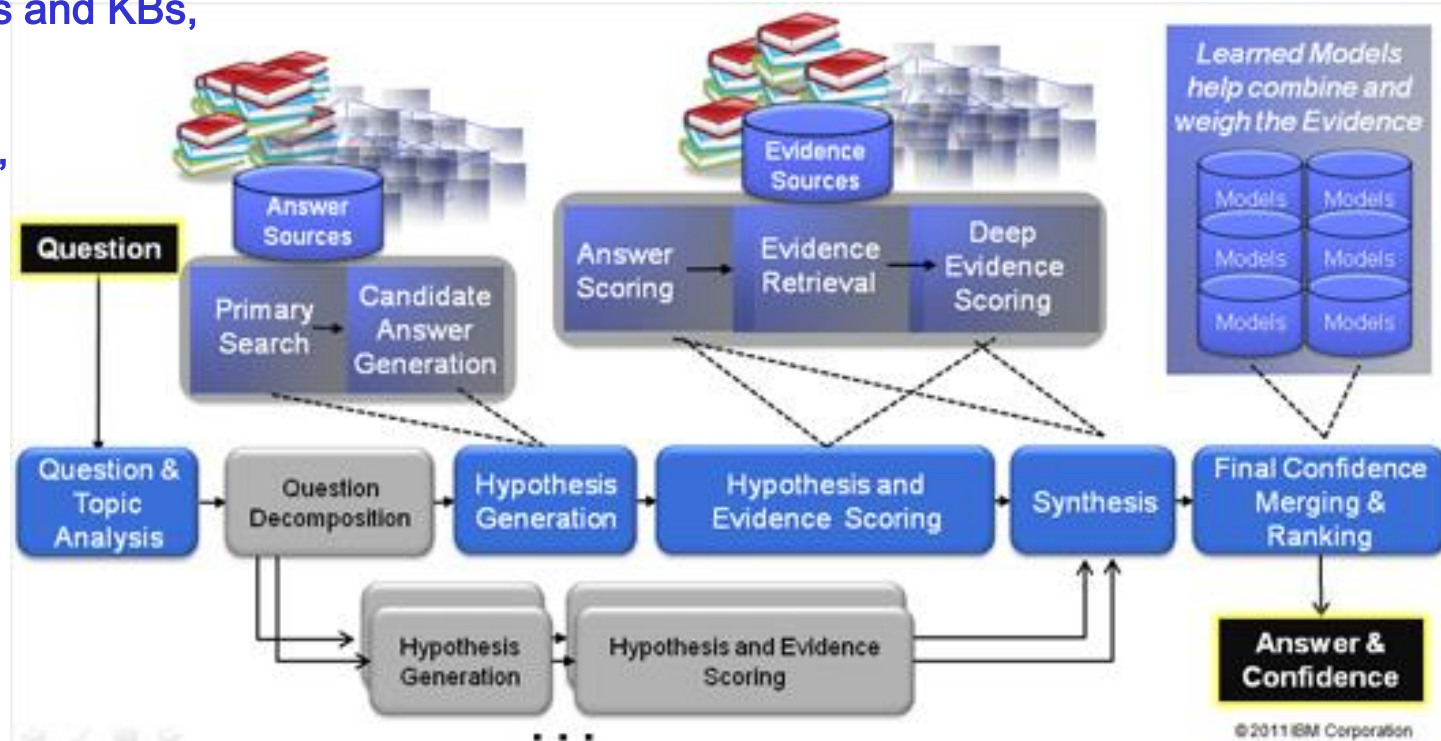 s and KBs,
,
Learned Models
help combine and
weigh the Evidence
Models Models
Models Models
Models Models
Answer
Sources
Evidence
Sources
Question
Primary
Search
Candidate
Answer
Generation
Answer
Scoring
Evidence
Retrieval
Deep
Evidence
Scoring
Question &
Topic
Analysis
Question
Decomposition
Hypothesis
Generation
Hypothesis and
Evidence Scoring
Synthesis
Final Confidence
Merging &
Ranking
Hypothesis
Generation
Hypothesis and Evidence
Scoring
Answer &
Confidence
...
©2011 IBM Corporation